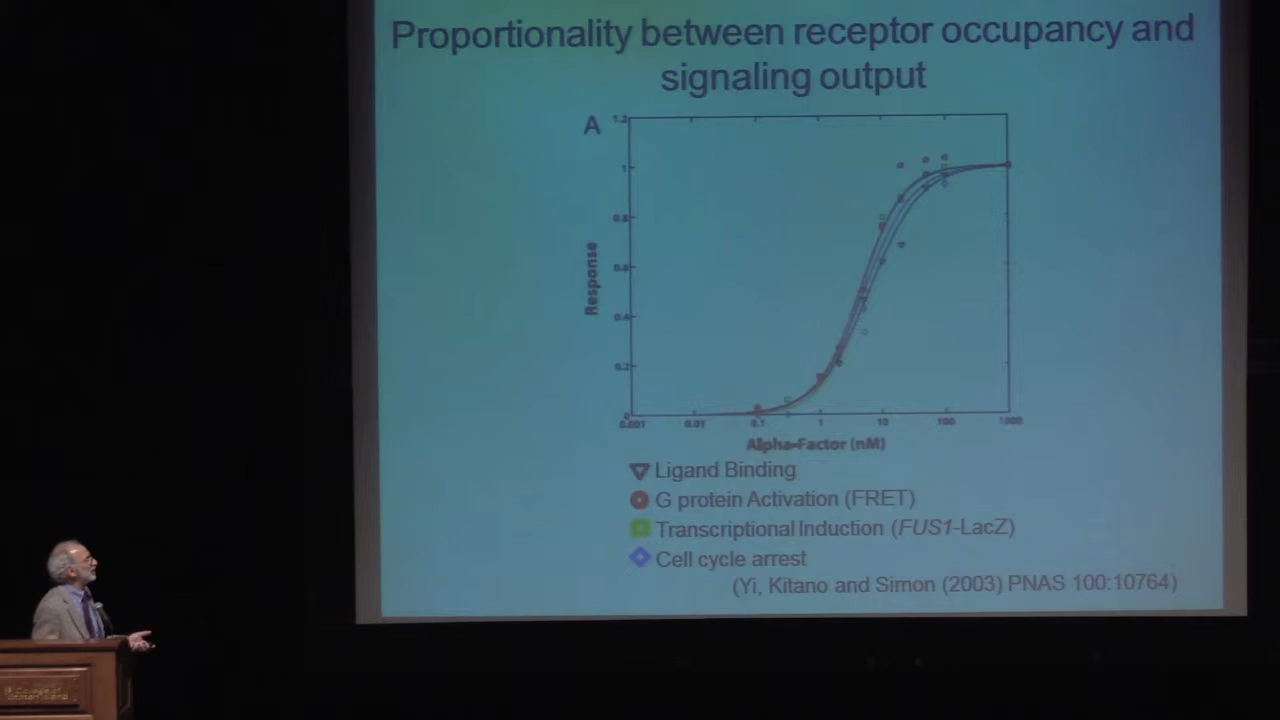 Proportionality between receptor occupancy and
signaling output
A
1.2
1
0.8
0.6
0.4
0.2
0
Response
0.001 0.01 0.1 1 10 100 1000
Alpha-Factor (nM)
Ligand Binding
G protein Activation (FRET)
Transcriptional Induction (FUS1-LacZ)
Cell cycle arrest
(Yi, Kitano and Simon (2003) PNAS 100:10764)
College of